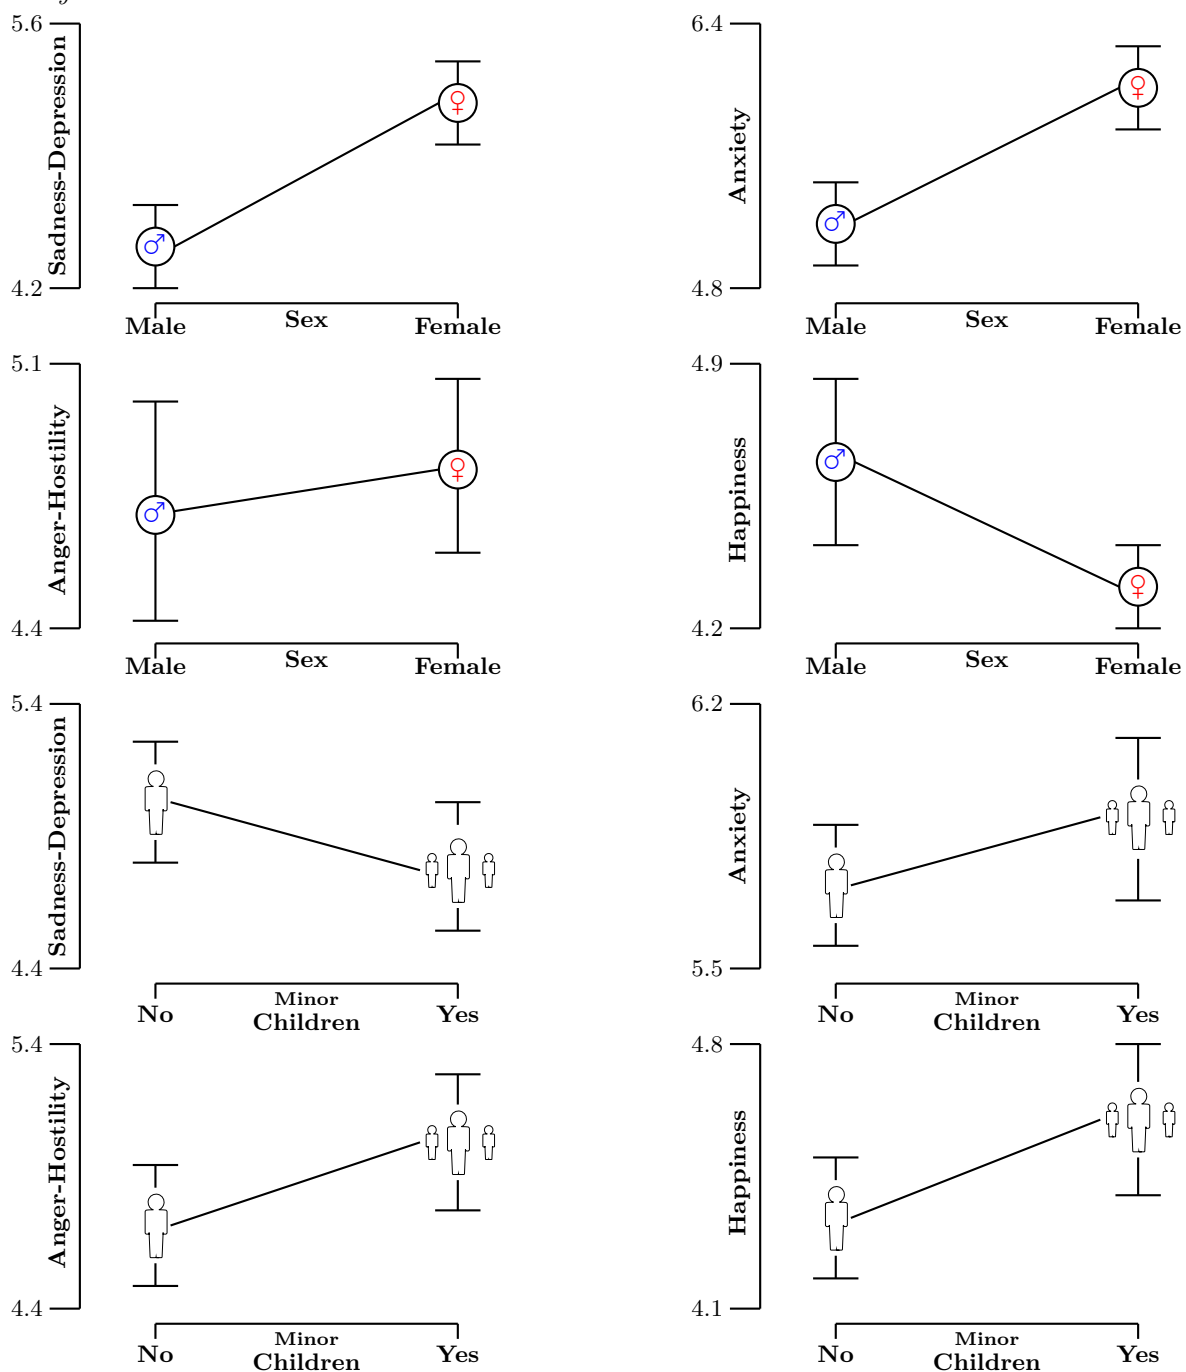 5.6
Sadness-Depression
4.2
Male
Sex
Female
6.4
Anxiety
4.8
Male
Sex
Female
5.1
Anger-Hostility
4.4
Male
Sex
Female
4.9
Happiness
4.2
Male
Sex
Female
5.4
Sadness-Depression
4.4
No
Minor
Children
Yes
6.2
Anxiety
5.5
No
Minor
Children
Yes
5.4
Anger-Hostility
4.4
No
Minor
Children
Yes
4.8
Happiness
4.1
No
Minor
Children
Yes